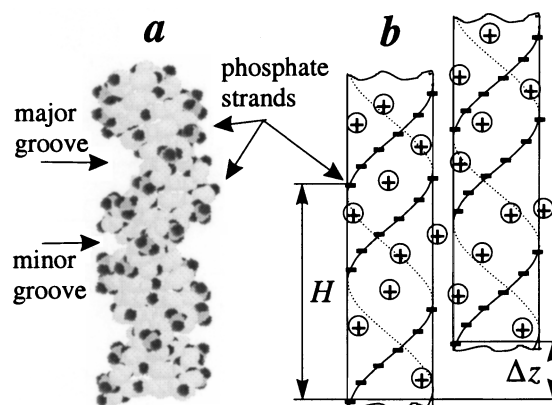 a
b
phosphate
strands
major
groove
minor
groove
H
Δz